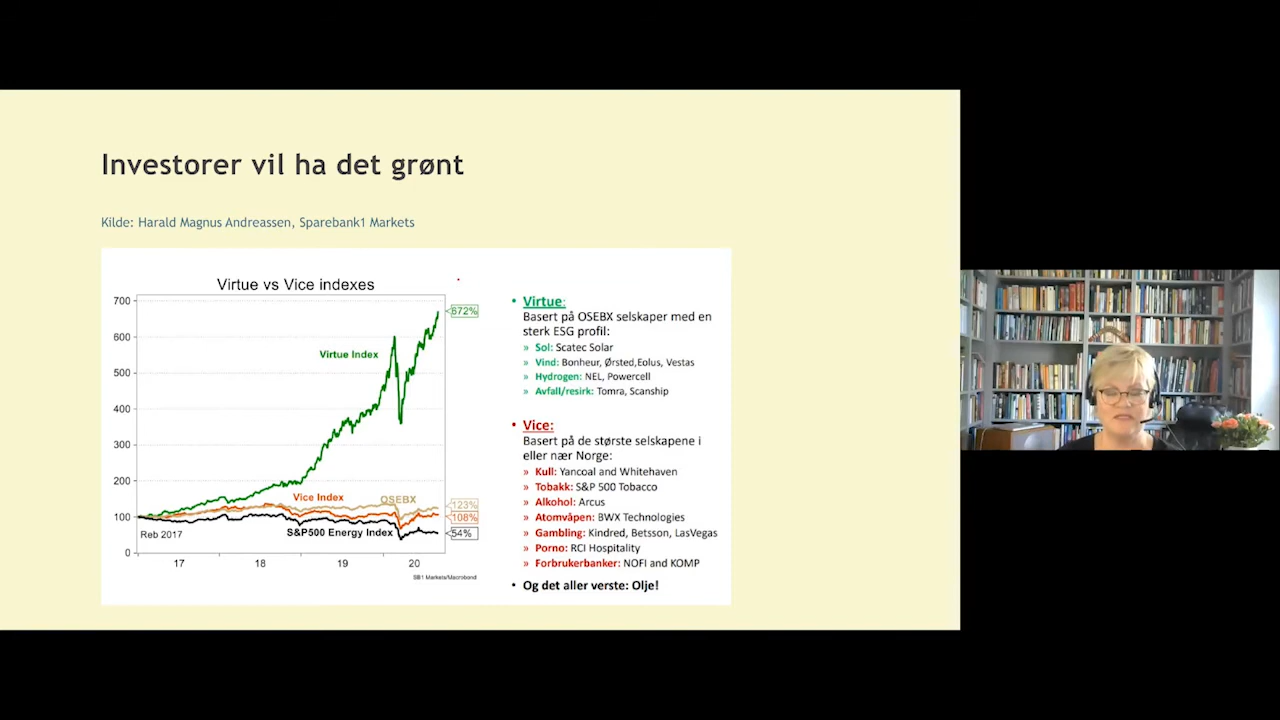 Investorer vil ha det grønt
Kilde: Harald Magnus Andreassen, Sparebank1 Markets
Virtue vs Vice indexes
700
600
500
400
300
200
100
0
17
18
19
20
Virtue Index
Vice Index
OSEBX
S&P500 Energy Index
Reb 2017
672%
123%
108%
54%
SB1 Markets/Macrobond
• Virtue:
Basert på OSEBX selskaper med en
sterk ESG profil:
» Sol: Scatec Solar
» Vind: Bonheur, Ørsted,Eolus, Vestas
» Hydrogen: NEL, Powercell
» Avfall/resirk: Tomra, Scanship
• Vice:
Basert på de største selskapene i
eller nær Norge:
» Kull: Yancoal and Whitehaven
» Tobakk: S&P 500 Tobacco
» Alkohol: Arcus
» Atomvåpen: BWX Technologies
» Gambling: Kindred, Betsson, LasVegas
» Porno: RCI Hospitality
» Forbrukerbanker: NOFI and KOMP
• Og det aller verste: Olje!